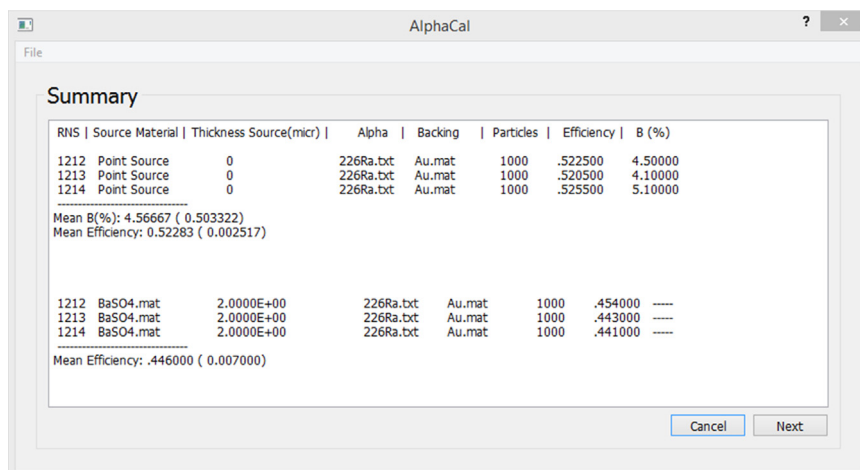 AlphaCal
? ×
File
Summary
RNS | Source Material | Thickness Source(micr) | Alpha | Backing | Particles | Efficiency | B (%)
1212 Point Source 0 226Ra.txt Au.mat 1000 .522500 4.50000
1213 Point Source 0 226Ra.txt Au.mat 1000 .520500 4.10000
1214 Point Source 0 226Ra.txt Au.mat 1000 .525500 5.10000
--------------------------------
Mean B(%): 4.56667 ( 0.503322)
Mean Efficiency: 0.52283 ( 0.002517)
1212 BaSO4.mat 2.0000E+00 226Ra.txt Au.mat 1000 .454000 -----
1213 BaSO4.mat 2.0000E+00 226Ra.txt Au.mat 1000 .443000 -----
1214 BaSO4.mat 2.0000E+00 226Ra.txt Au.mat 1000 .441000 -----
--------------------------------
Mean Efficiency: .446000 ( 0.007000)
Cancel Next